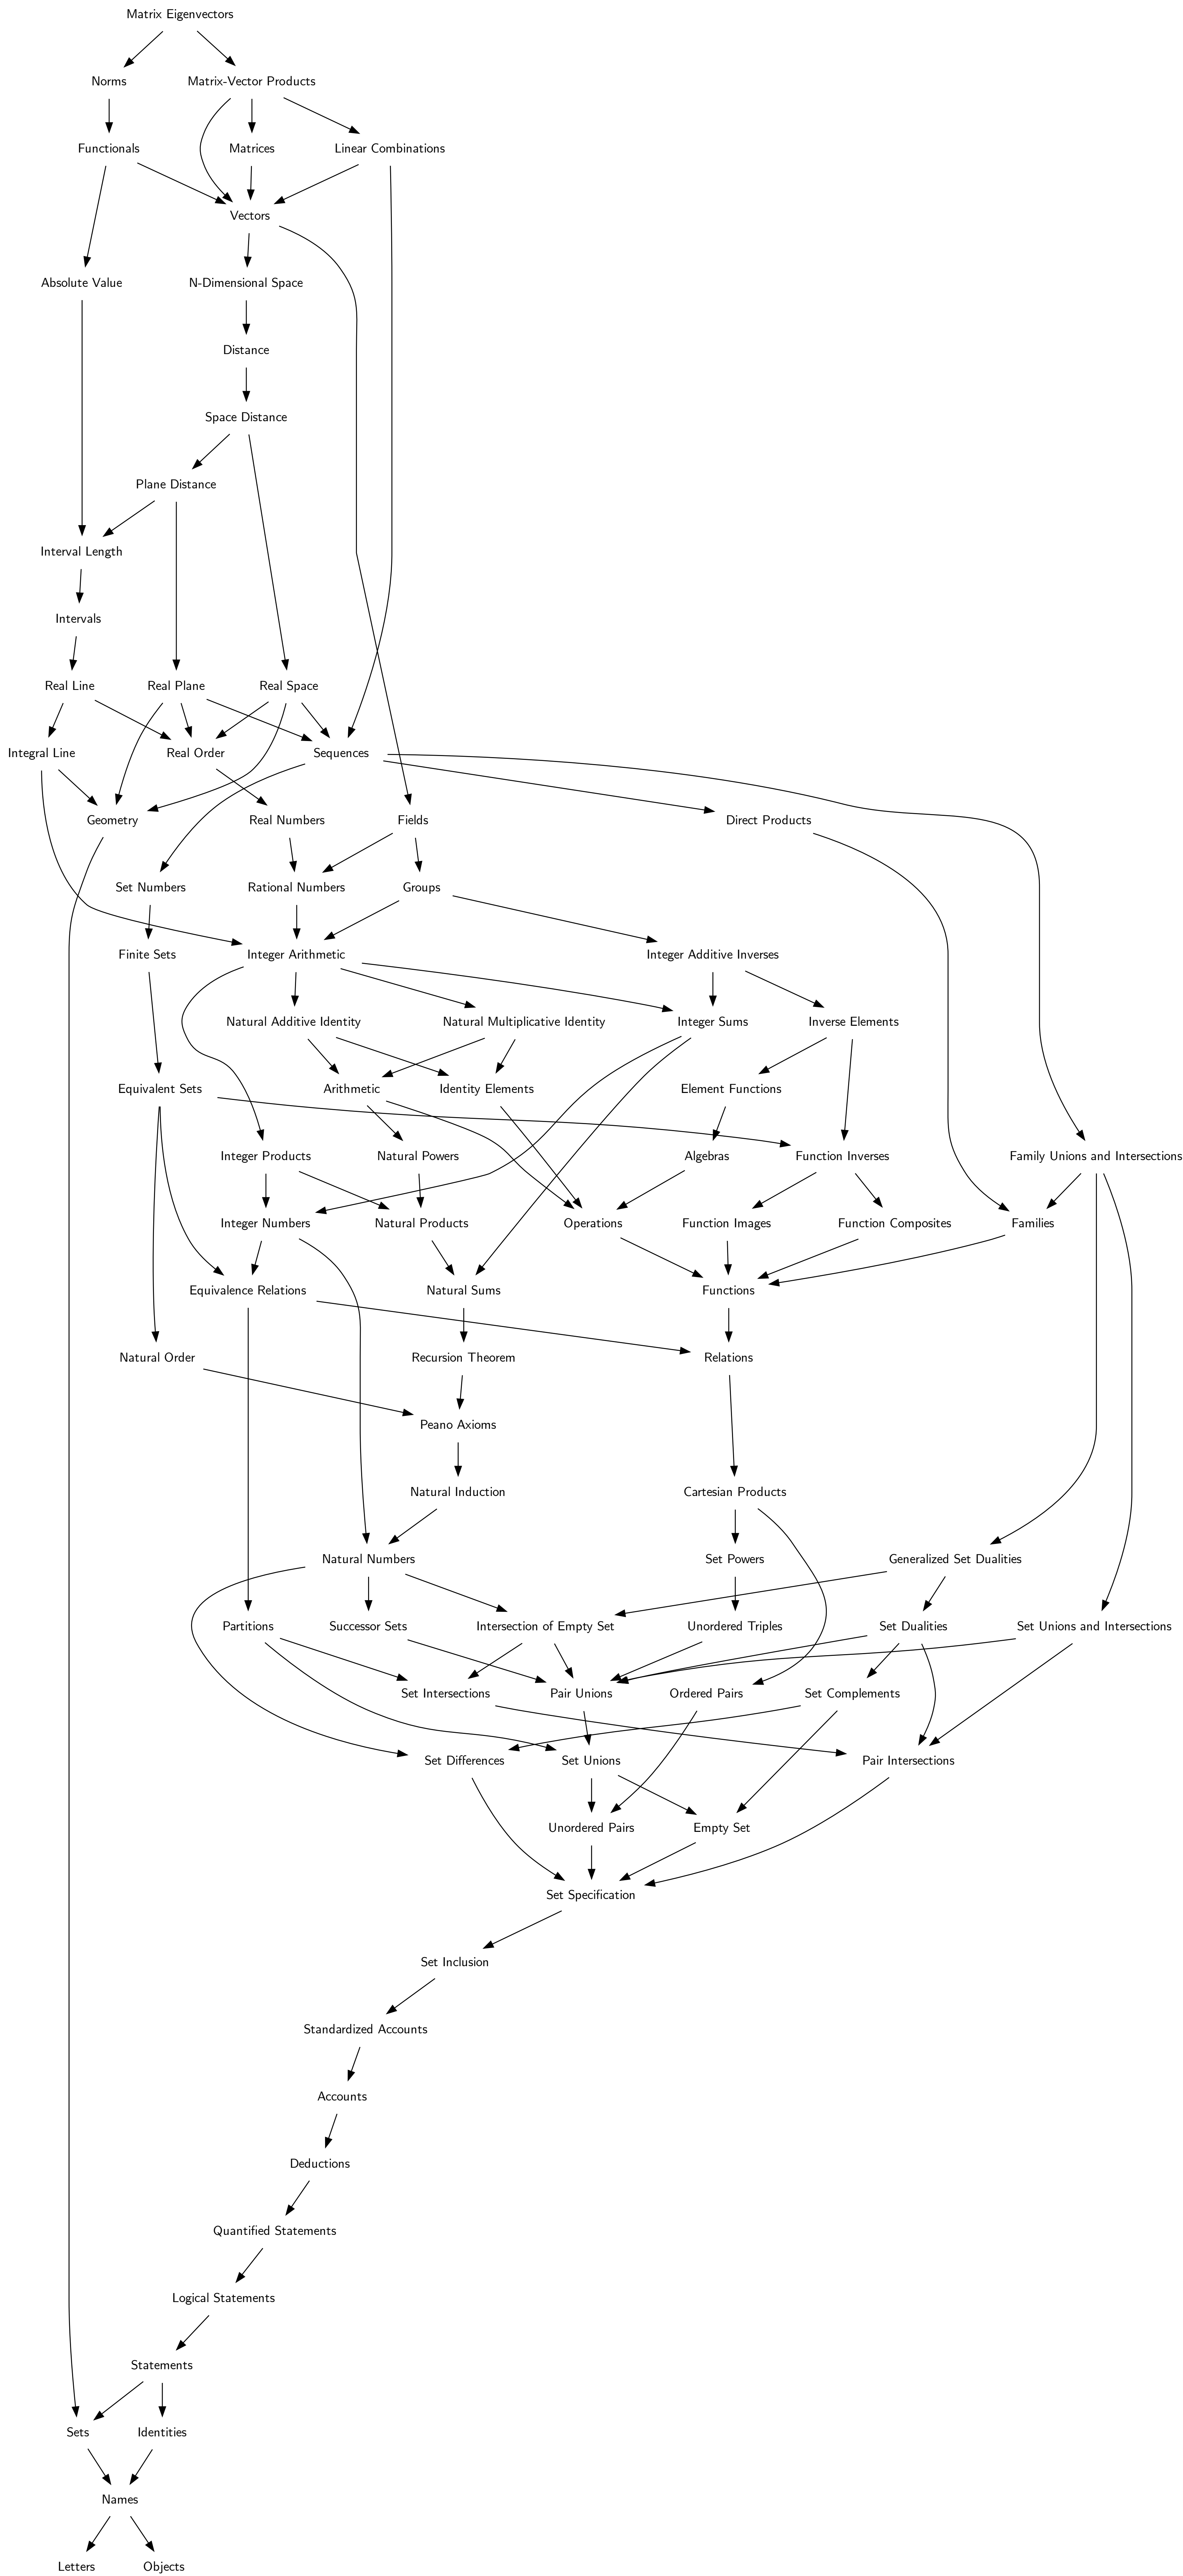 Matrix Eigenvectors
Norms
Matrix-Vector Products
Functionals
Matrices
Linear Combinations
Vectors
Absolute Value
N-Dimensional Space
Distance
Space Distance
Plane Distance
Interval Length
Intervals
Real Line
Real Plane
Real Space
Integral Line
Real Order
Sequences
Geometry
Real Numbers
Fields
Direct Products
Set Numbers
Rational Numbers
Groups
Finite Sets
Integer Arithmetic
Integer Additive Inverses
Natural Additive Identity
Natural Multiplicative Identity
Integer Sums
Inverse Elements
Equivalent Sets
Arithmetic
Identity Elements
Element Functions
Integer Products
Natural Powers
Algebras
Function Inverses
Family Unions and Intersections
Integer Numbers
Natural Products
Operations
Function Images
Function Composites
Families
Equivalence Relations
Natural Sums
Functions
Natural Order
Recursion Theorem
Relations
Peano Axioms
Natural Induction
Cartesian Products
Natural Numbers
Set Powers
Generalized Set Dualities
Partitions
Successor Sets
Intersection of Empty Set
Unordered Triples
Set Dualities
Set Unions and Intersections
Set Intersections
Pair Unions
Ordered Pairs
Set Complements
Set Differences
Set Unions
Pair Intersections
Unordered Pairs
Empty Set
Set Specification
Set Inclusion
Standardized Accounts
Accounts
Deductions
Quantified Statements
Logical Statements
Statements
Sets
Identities
Names
Letters
Objects